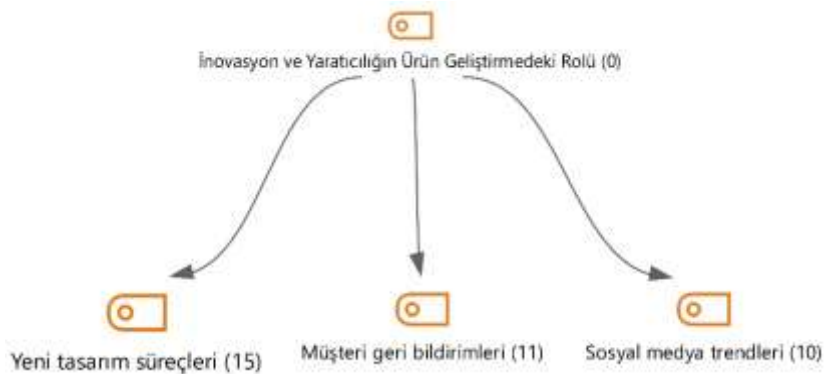 İnovasyon ve Yaratıcılığın Ürün Geliştirmedeki Rolü (0)
Yeni tasarım süreçleri (15)
Müşteri geri bildirimleri (11)
Sosyal medya trendleri (10)